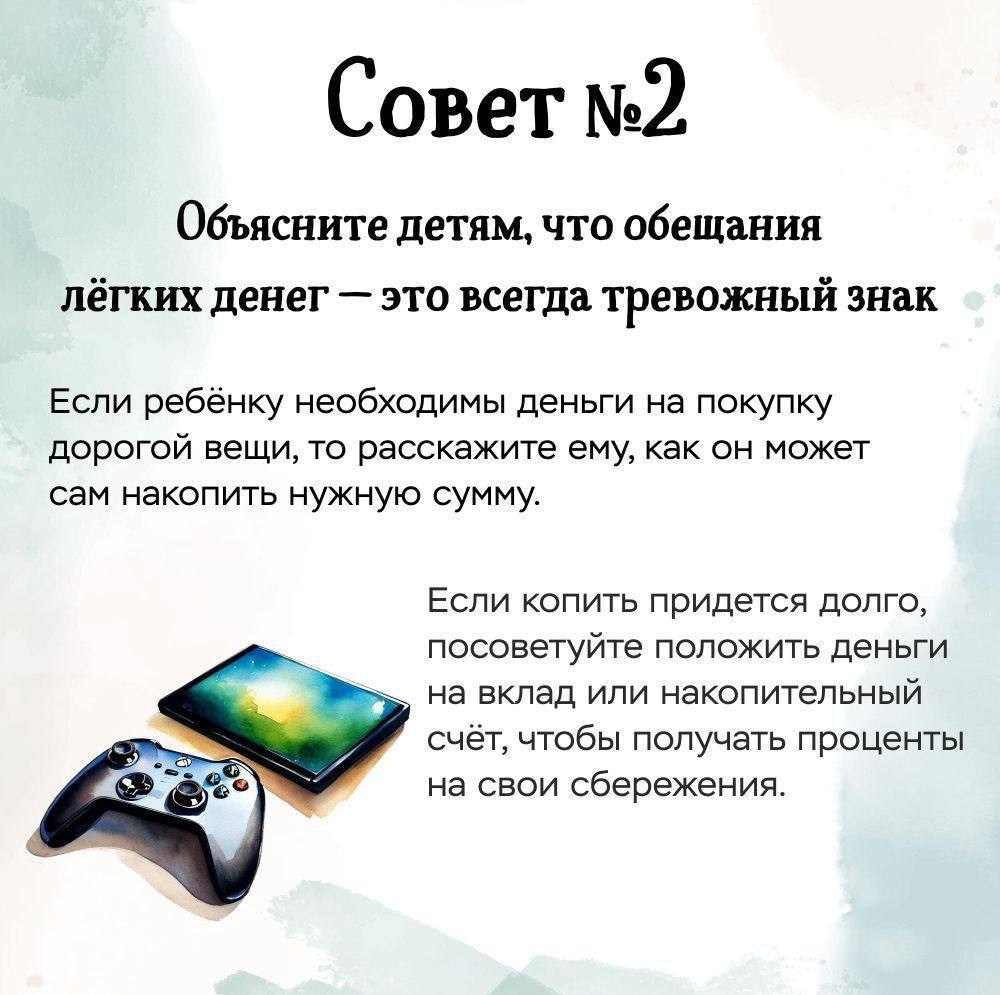 Совет №2
Объясните детям, что обещания
лёгких денег — это всегда тревожный знак
Если ребёнку необходимы деньги на покупку
дорогой вещи, то расскажите ему, как он может
сам накопить нужную сумму.
Если копить придется долго,
посоветуйте положить деньги
на вклад или накопительный
счёт, чтобы получать проценты
на свои сбережения.